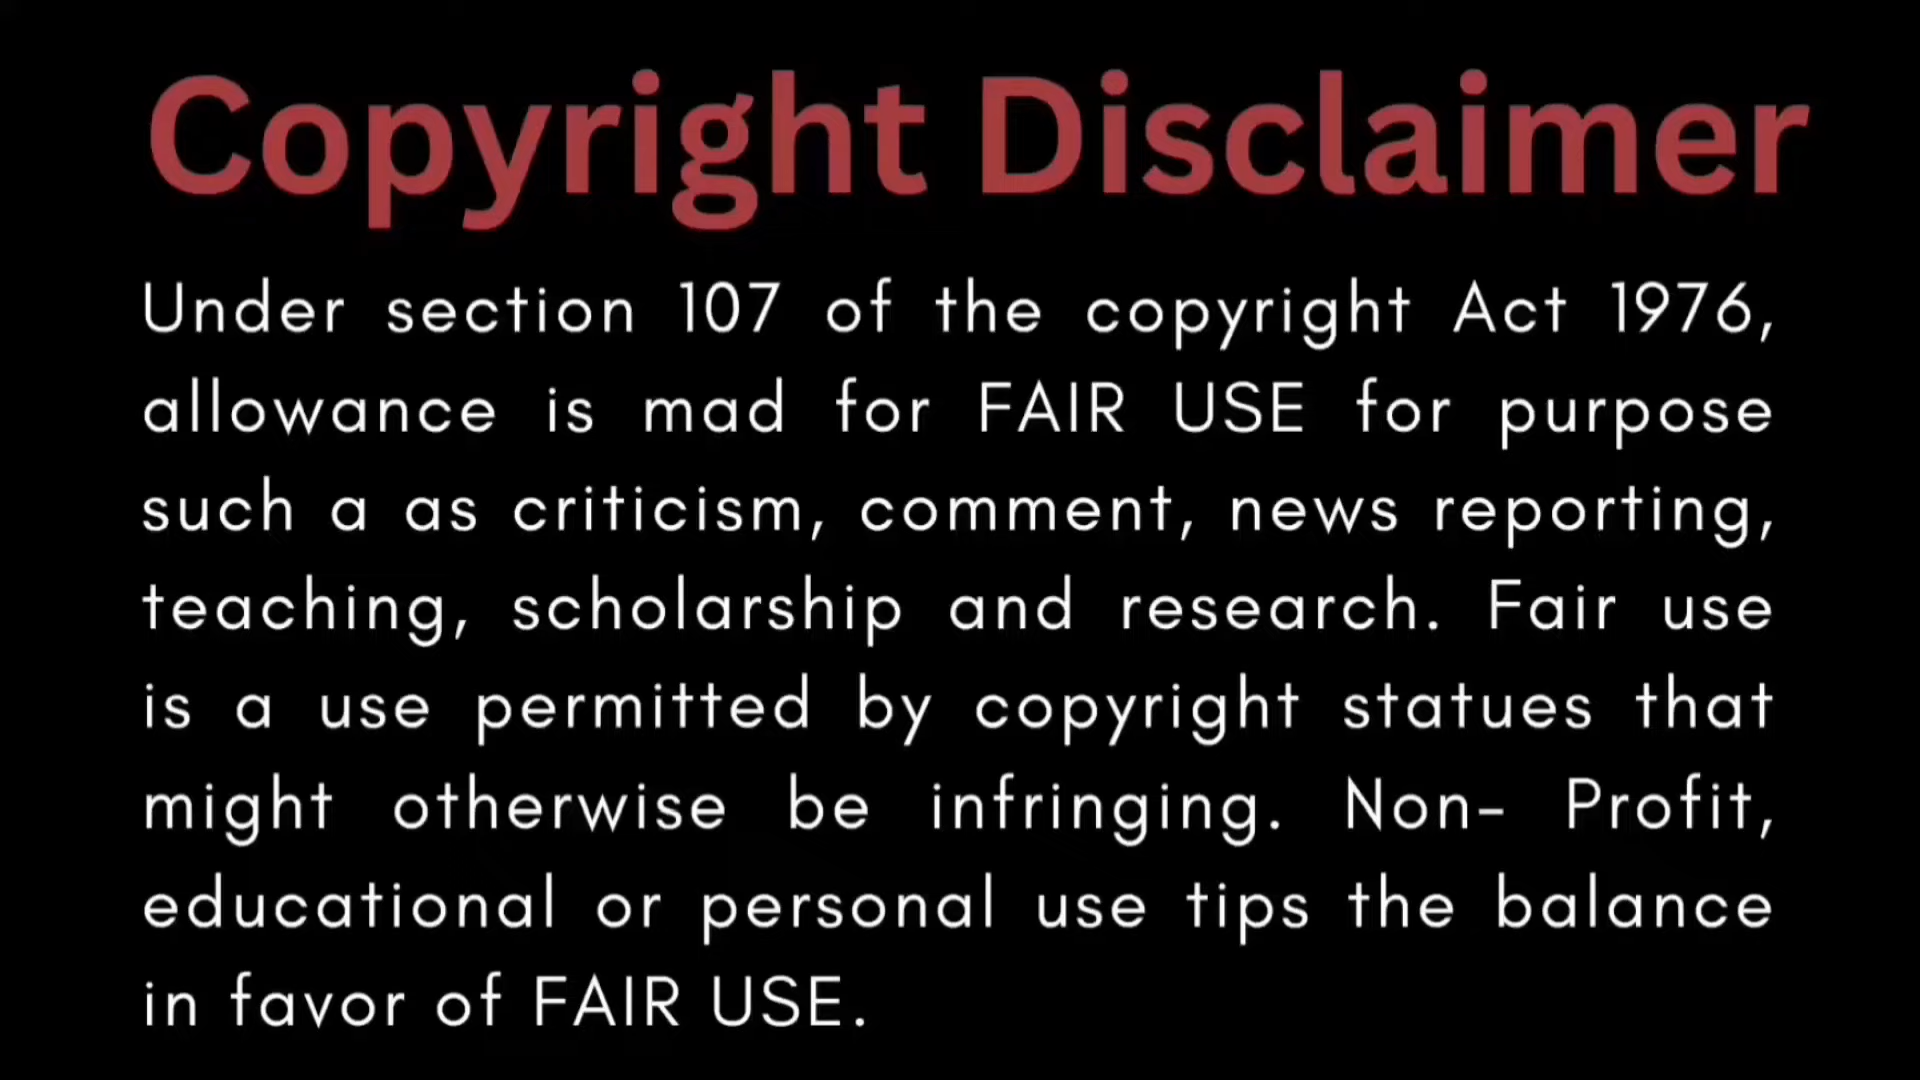 Copyright Disclaimer
Under section 107 of the copyright Act 1976,
allowance is mad for FAIR USE for purpose
such a as criticism, comment, news reporting,
teaching, scholarship and research. Fair use
is a use permitted by copyright statues that
might otherwise be infringing. Non- Profit,
educational or personal use tips the balance
in favor of FAIR USE.